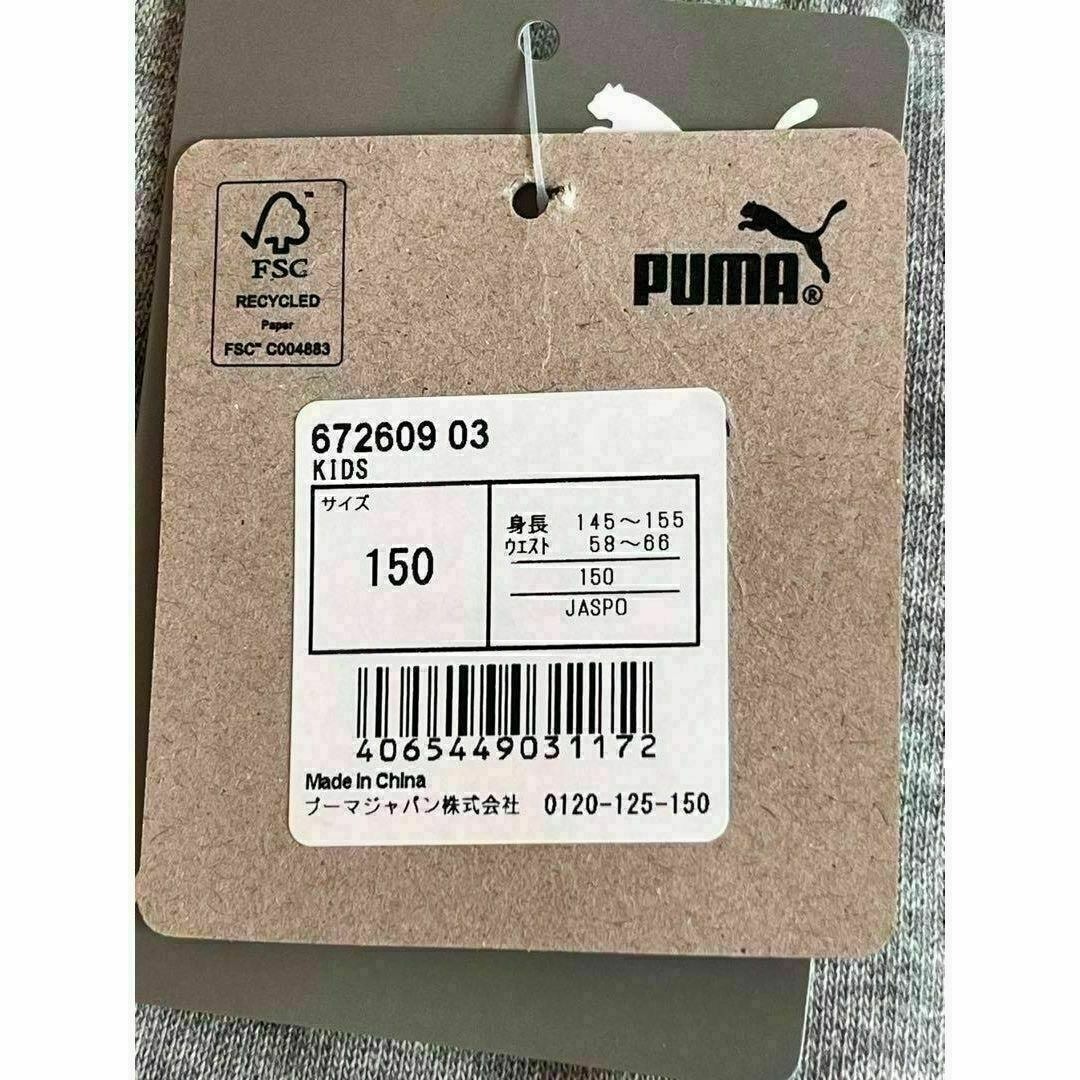 FSC™
RECYCLED
Paper
FSC™ C004883
PUMA®
672609 03
KIDS
サイズ
150
身長 145～155
ウエスト 58～66
150
JASPO
4065449031172
Made in China
プーマジャパン株式会社 0120-125-150